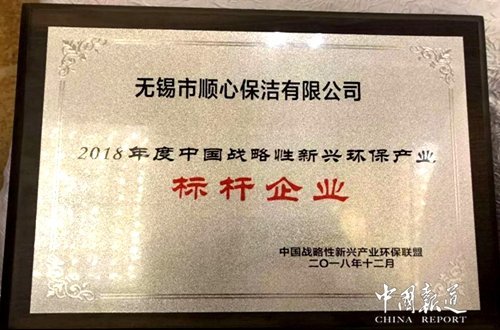 无锡市顺心保洁有限公司
2018年度中国战略性新兴环保产业
标杆企业
中国战略性新兴产业环保联盟
二〇一八年十二月
中国报道
CHINA REPORT